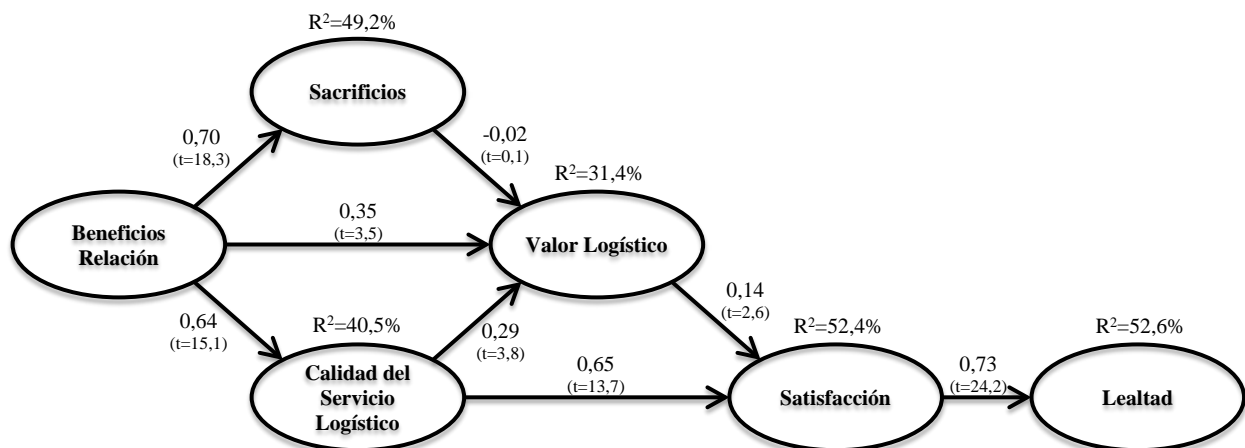 R²=49,2%
Sacrificios
0,70
(t=18,3)
-0,02
(t=0,1)
R²=31,4%
Beneficios
Relación
0,35
(t=3,5)
Valor Logístico
0,64
(t=15,1)
R²=40,5%
0,29
(t=3,8)
0,14
(t=2,6)
R²=52,4%
R²=52,6%
Calidad del
Servicio
Logístico
0,65
(t=13,7)
Satisfacción
0,73
(t=24,2)
Lealtad